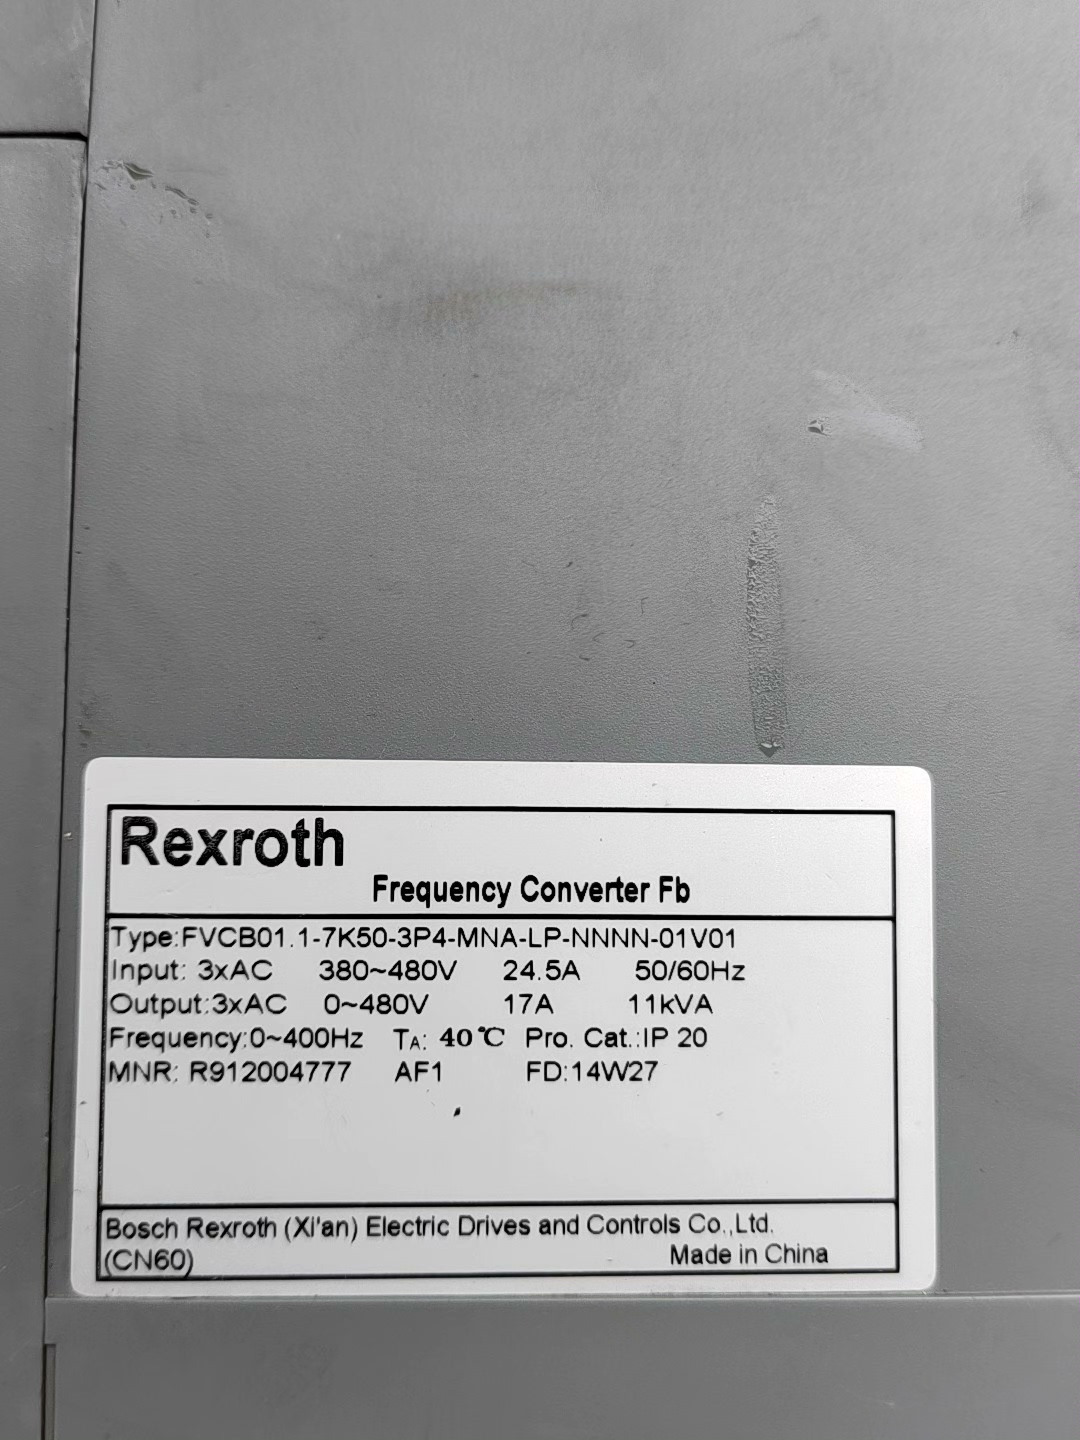 Rexroth
Frequency Converter Fb
Type:FVCB01.1-7K50-3P4-MNA-LP-NNNN-01V01
Input: 3xAC 380~480V 24.5A 50/60Hz
Output:3xAC 0~480V 17A 11kVA
Frequency:0~400Hz TA: 40℃ Pro. Cat.:IP 20
MNR: R912004777 AF1 FD:14W27
Bosch Rexroth (Xi'an) Electric Drives and Controls Co.,Ltd.
(CN60) Made in China